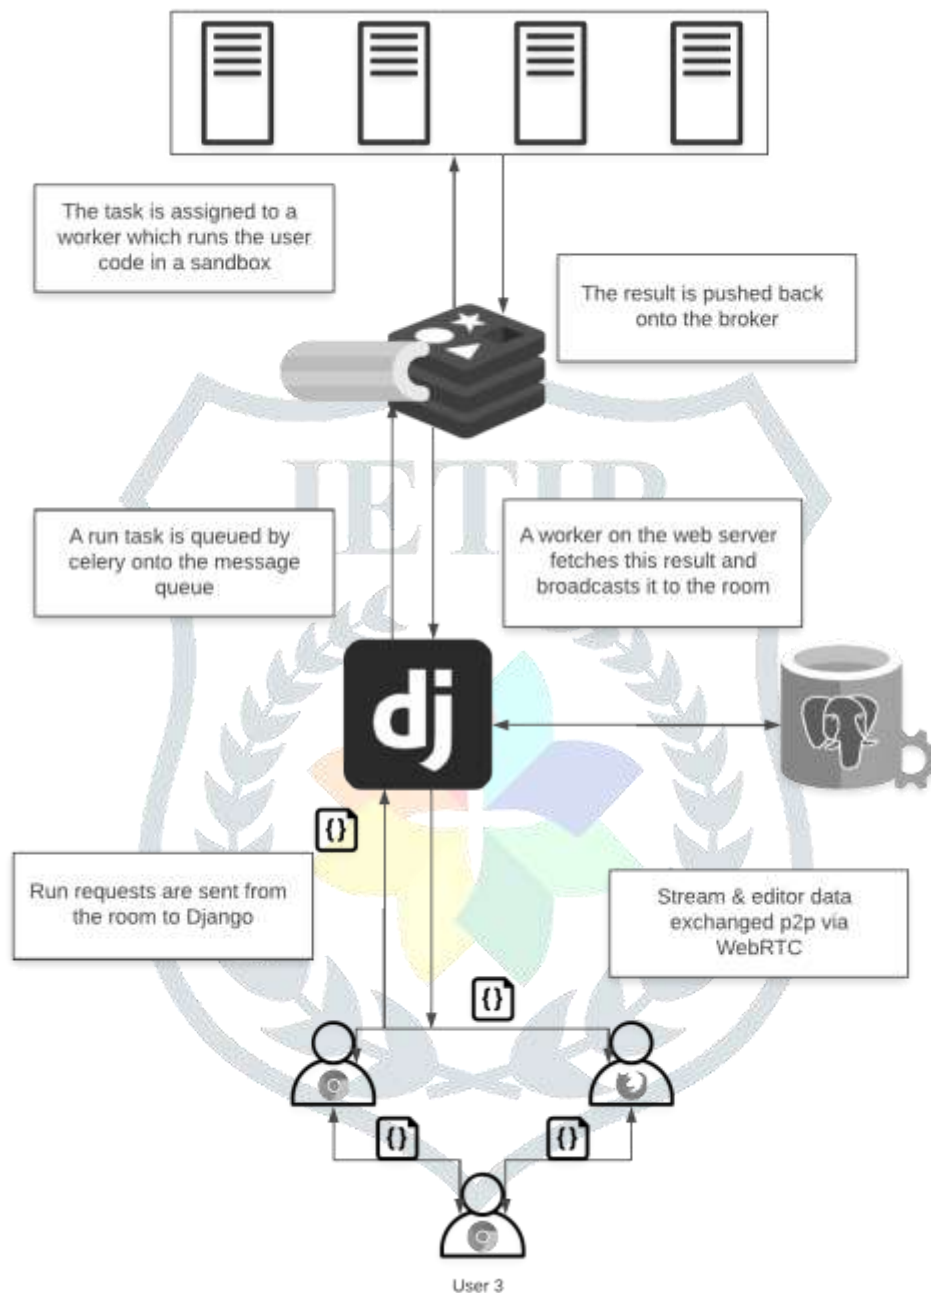 The task is assigned to a
worker which runs the user
code in a sandbox
The result is pushed back
onto the broker
JETIR
A run task is queued by
celery onto the message
queue
A worker on the web server
fetches this result and
broadcasts it to the room
dj
{}
Run requests are sent from
the room to Django
Stream & editor data
exchanged p2p via
WebRTC
{}
{}
{}
User 3